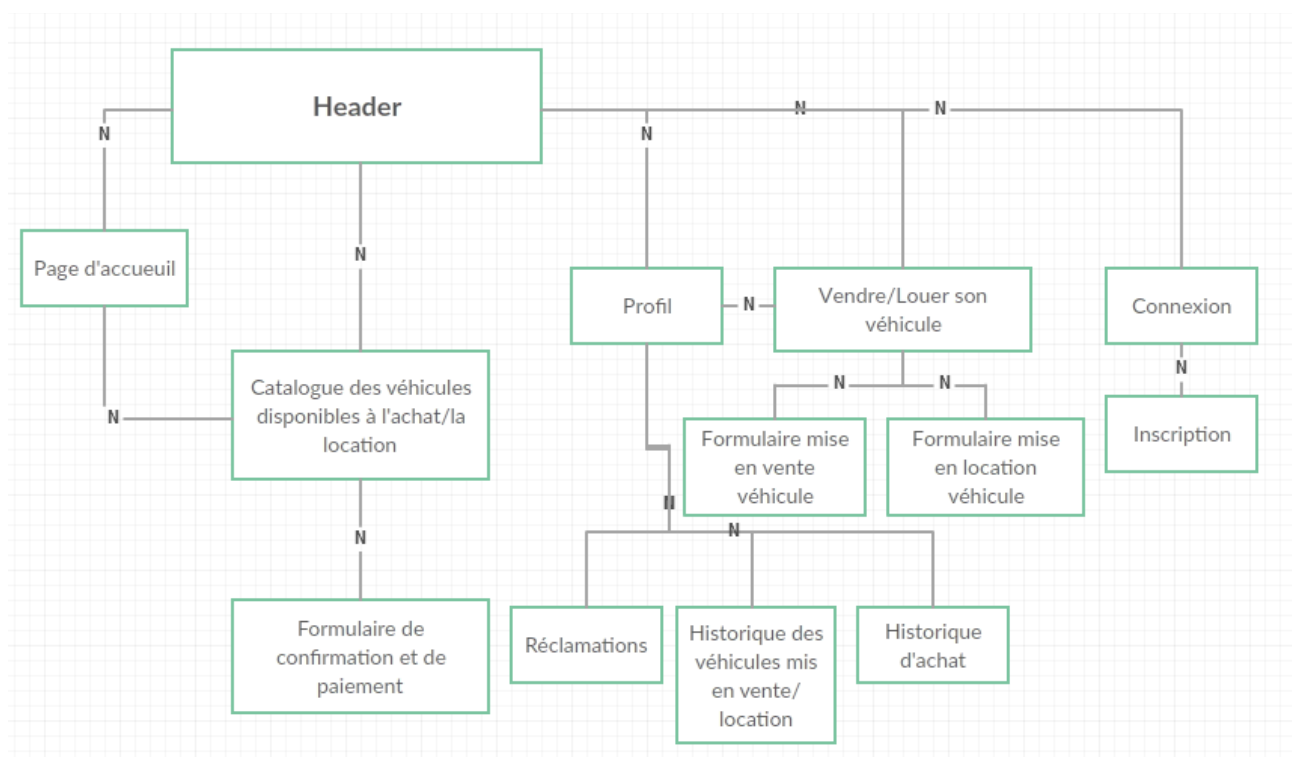 Header
N
N
N
N
N
Page d'accueuil
Profil
N
Vendre/Louer son
véhicule
Connexion
N
N
N
N
Catalogue des véhicules
disponibles à l'achat/la
location
Formulaire mise
en vente
véhicule
Formulaire mise
en location
véhicule
Inscription
N
N
N
Formulaire de
confirmation et de
paiement
Réclamations
Historique des
véhicules mis
en vente/
location
Historique
d'achat